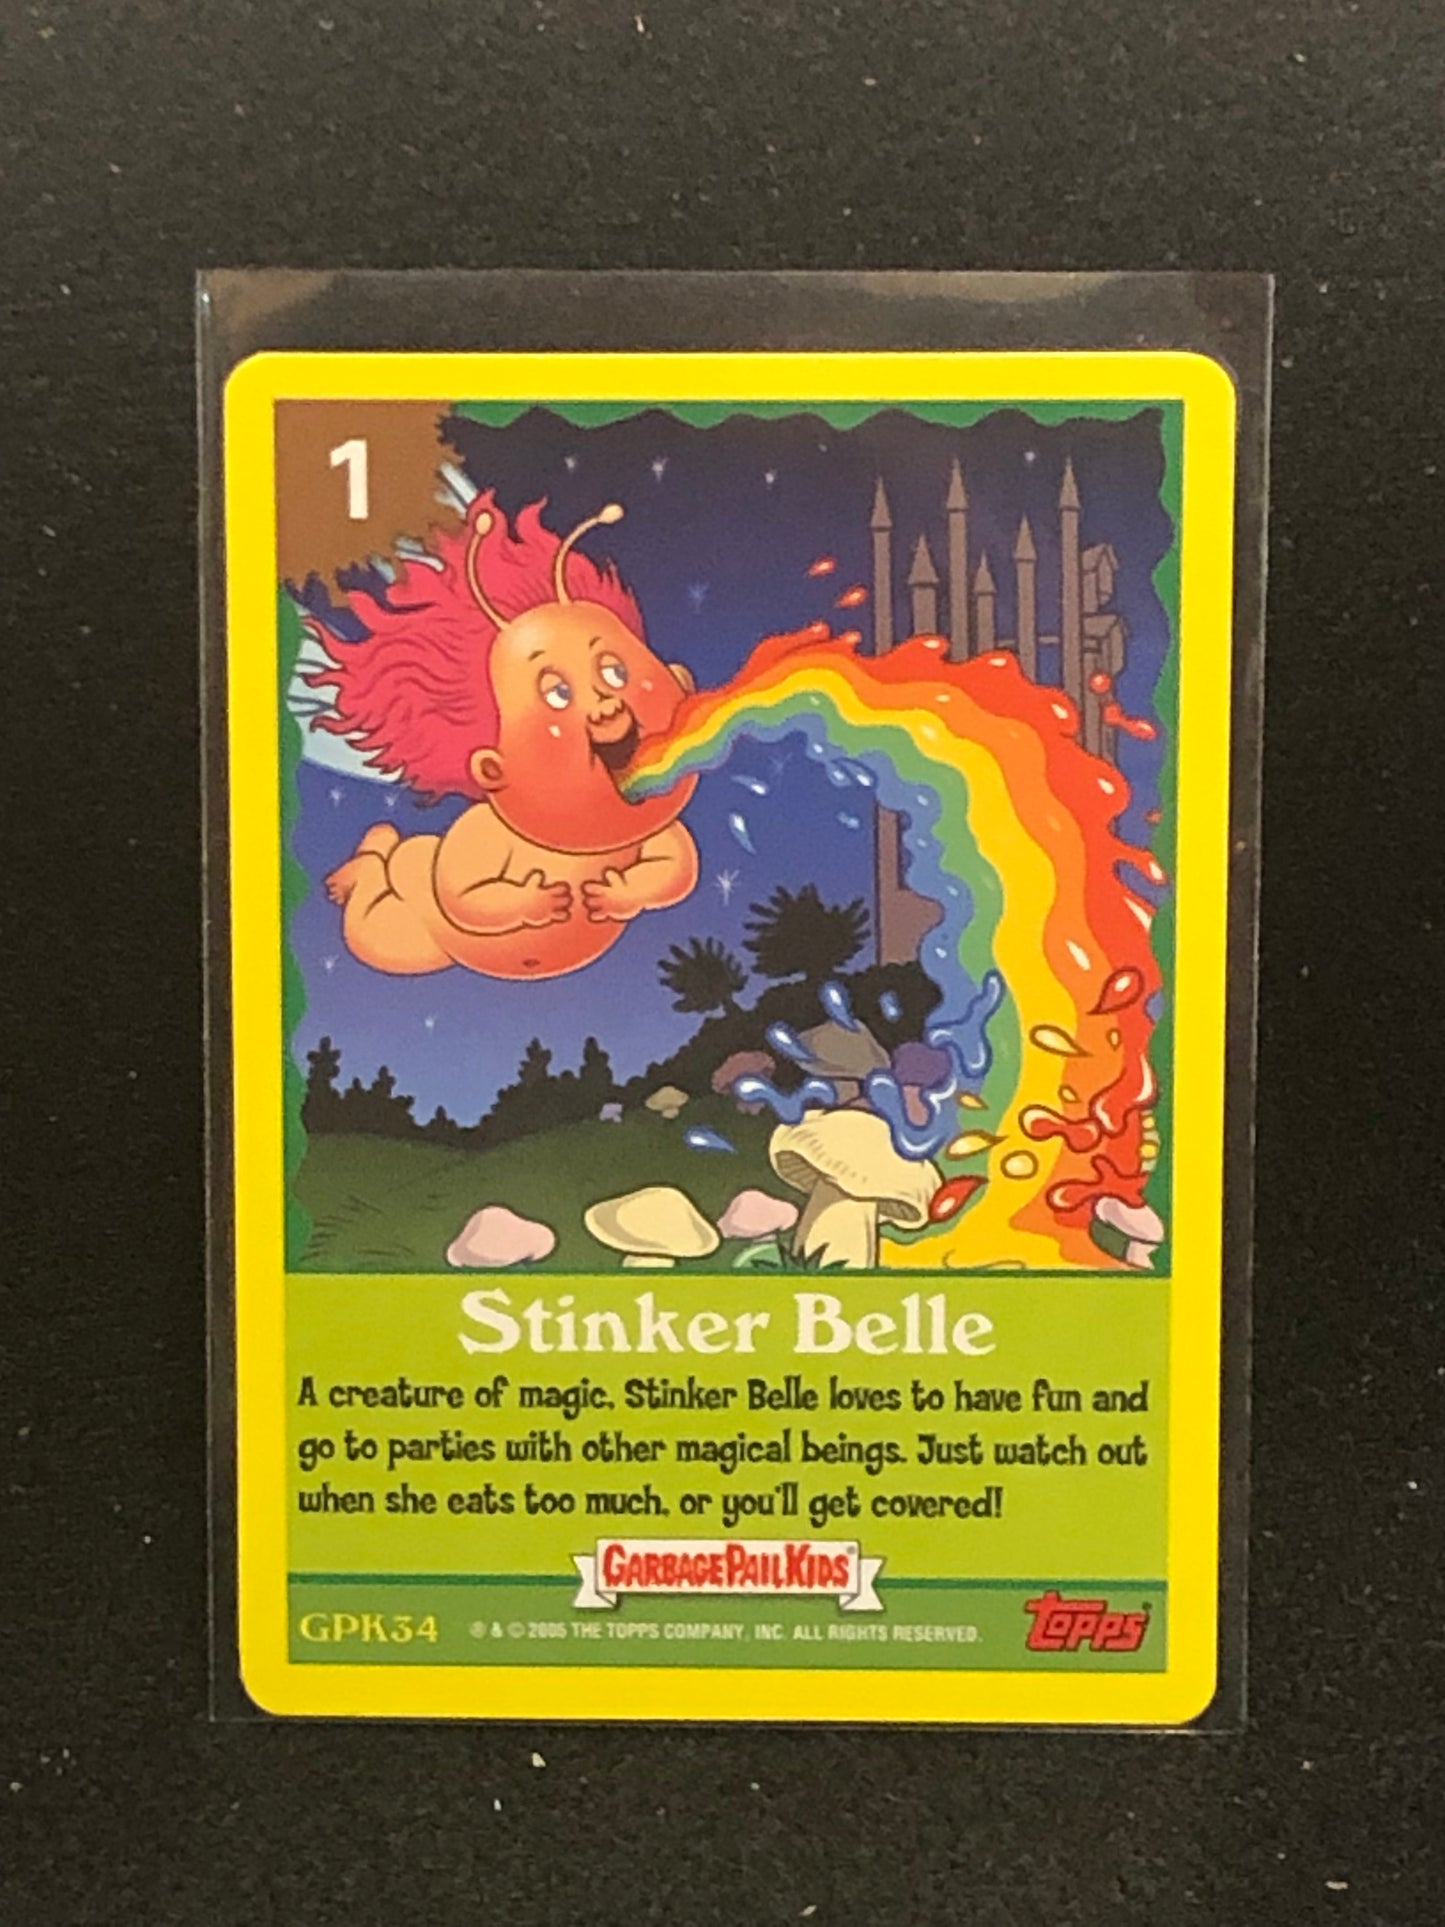 1
Stinker Belle
A creature of magic, Stinker Belle loves to have fun and
go to parties with other magical beings. Just watch out
when she eats too much, or you'll get covered!
GARBAGE PAIL KIDS
GPK34 ® & © 2005 THE TOPPS COMPANY, INC. ALL RIGHTS RESERVED. TOPPS